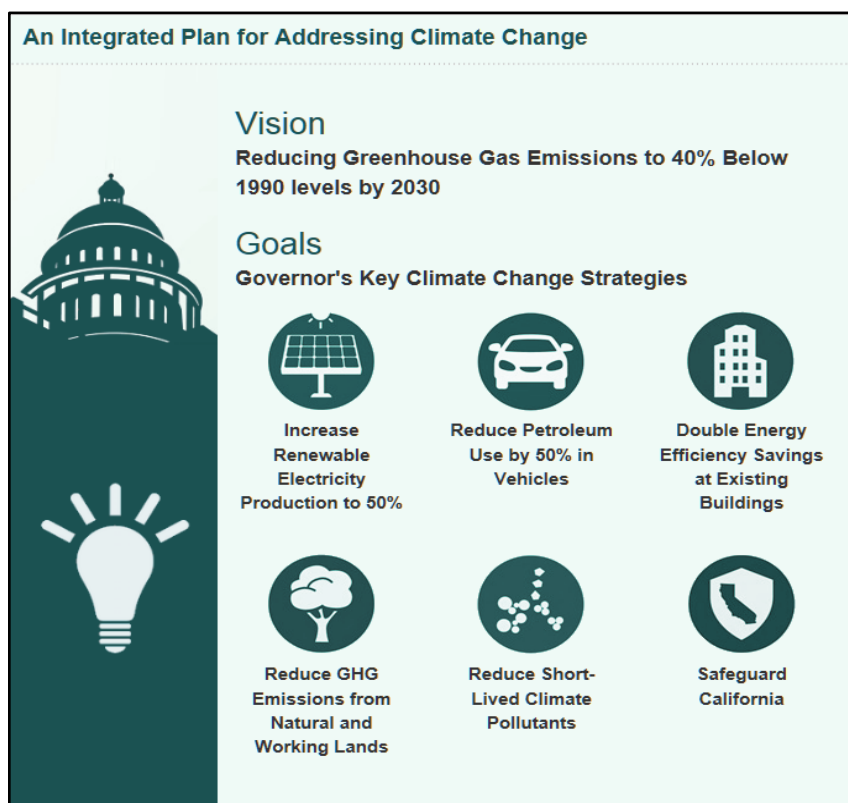 An Integrated Plan for Addressing Climate Change
Vision
Reducing Greenhouse Gas Emissions to 40% Below
1990 levels by 2030
Goals
Governor's Key Climate Change Strategies
Increase
Renewable
Electricity
Production to 50%
Reduce Petroleum
Use by 50% in
Vehicles
Double Energy
Efficiency Savings
at Existing
Buildings
Reduce GHG
Emissions from
Natural and
Working Lands
Reduce Short-
Lived Climate
Pollutants
Safeguard
California